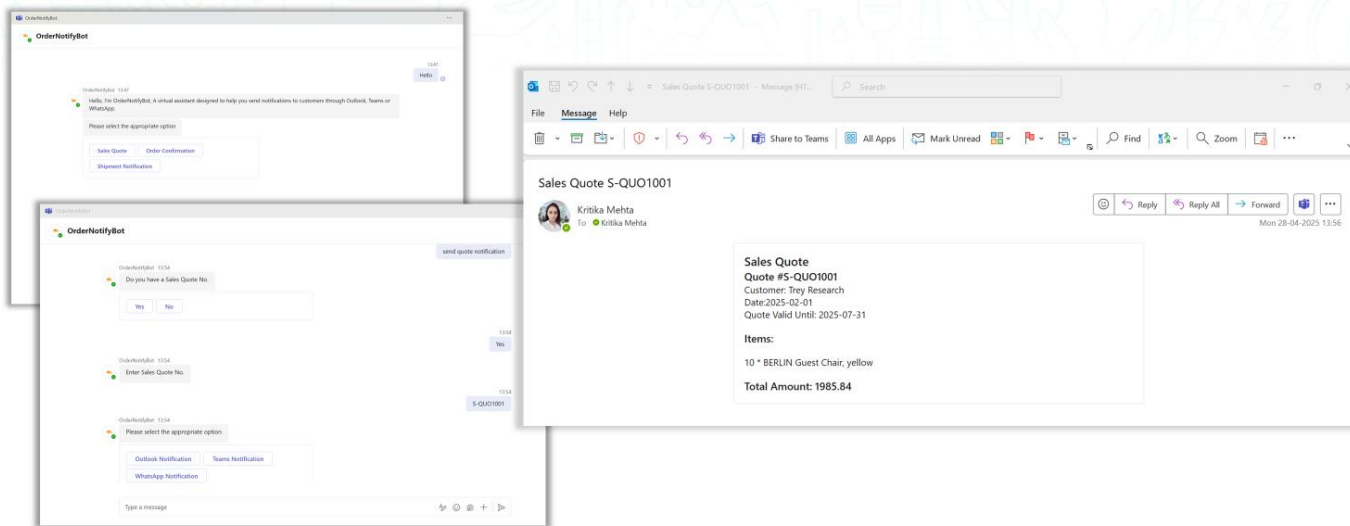 OrderNotifyBot
OrderNotifyBot
13:47
Hello
OrderNotifyBot 13:47
Hello, I'm OrderNotifyBot, A virtual assistant designed to help you send notifications to customers through Outlook, Teams or
WhatsApp.
Please select the appropriate option
Sales Quote Order Confirmation
Shipment Notification
OrderNotifyBot
OrderNotifyBot
send quote notification
OrderNotifyBot 13:54
Do you have a Sales Quote No.
Yes No
13:54
Yes
OrderNotifyBot 13:54
Enter Sales Quote No.
13:54
S-QUO1001
OrderNotifyBot 13:54
Please select the appropriate option
Outlook Notification Teams Notification
WhatsApp Notification
Type a message
Sales Quote S-QUO1001 - Message (HT... Search
File Message Help
Share to Teams All Apps Mark Unread Find Zoom
Sales Quote S-QUO1001
Kritika Mehta
To Kritika Mehta
Reply Reply All Forward
Mon 28-04-2025 13:56
Sales Quote
Quote #S-QUO1001
Customer: Trey Research
Date:2025-02-01
Quote Valid Until: 2025-07-31
Items:
10 * BERLIN Guest Chair, yellow
Total Amount: 1985.84